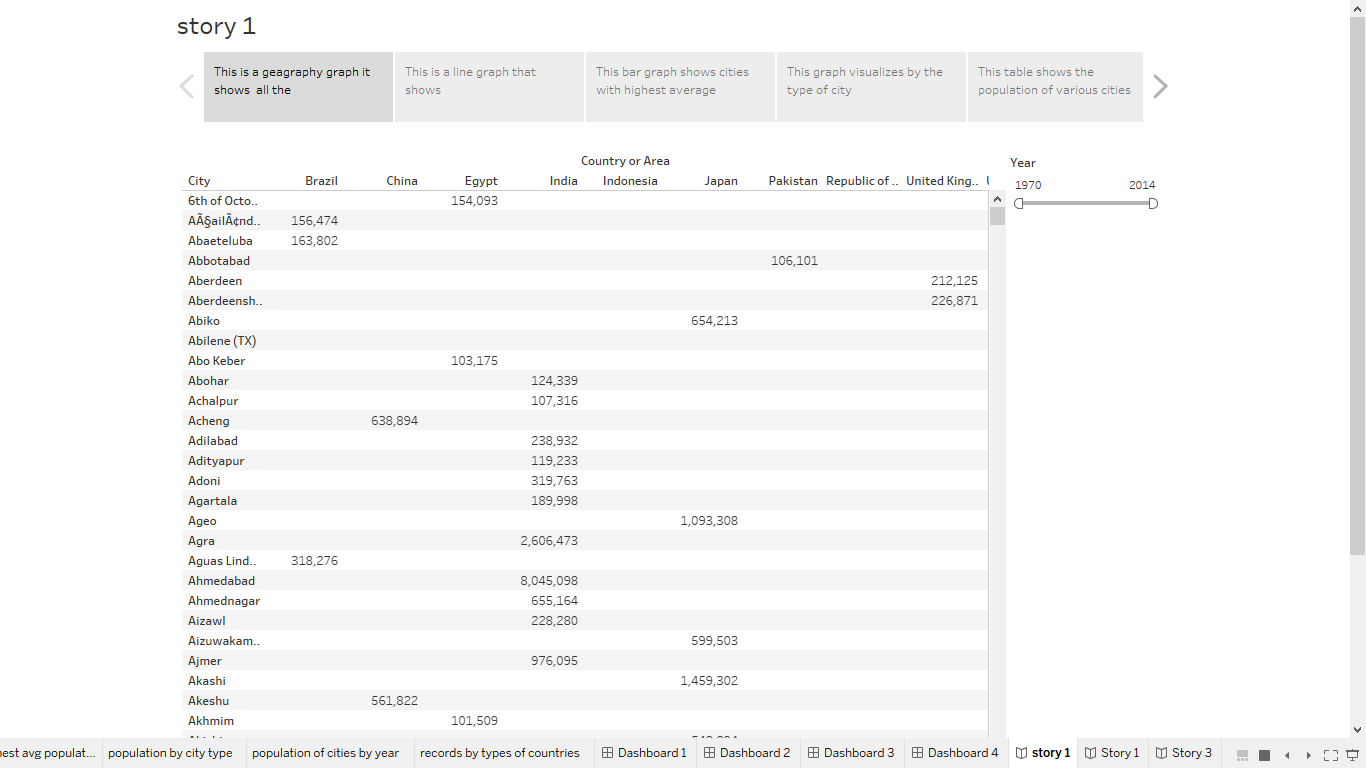 story 1
This is a geagraphy graph it
shows all the
This is a line graph that
shows
This bar graph shows cities
with highest average
This graph visualizes by the
type of city
This table shows the
population of various cities
Country or Area
City Brazil China Egypt India Indonesia Japan Pakistan Republic of .. United King..
6th of Octo.. 154,093
AÃ§ailÃ¢nd.. 156,474
Abaeteluba 163,802
Abbotabad 106,101
Aberdeen 212,125
Aberdeensh.. 226,871
Abiko 654,213
Abilene (TX)
Abo Keber 103,175
Abohar 124,339
Achalpur 107,316
Acheng 638,894
Adilabad 238,932
Adityapur 119,233
Adoni 319,763
Agartala 189,998
Ageo 1,093,308
Agra 2,606,473
Aguas Lind.. 318,276
Ahmedabad 8,045,098
Ahmednagar 655,164
Aizawl 228,280
Aizuwakam.. 599,503
Ajmer 976,095
Akashi 1,459,302
Akeshu 561,822
Akhmim 101,509
Year
1970 2014
est avg populat... population by city type population of cities by year records by types of countries Dashboard 1 Dashboard 2 Dashboard 3 Dashboard 4 story 1 Story 1 Story 3